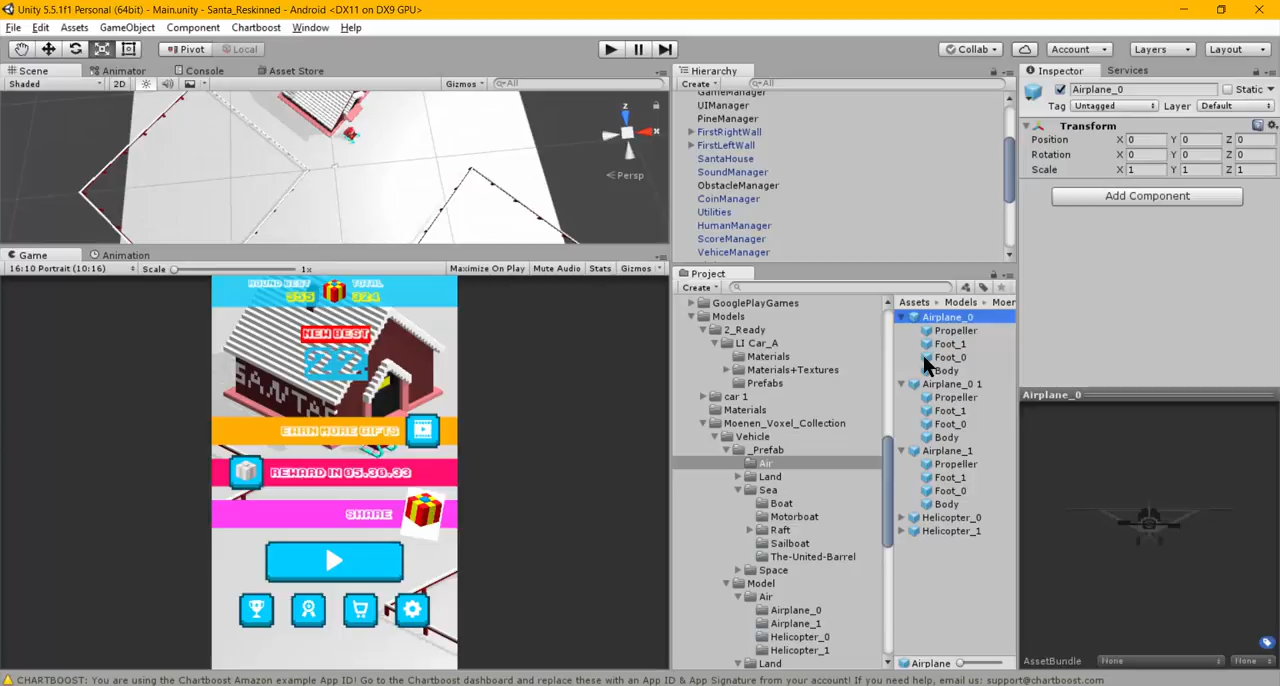 Unity 5.5.1f1 Personal (64bit) - Main.unity - Santa_Reskinned - Android <DX11 on DX9 GPU>
File Edit Assets GameObject Component Chartboost Window Help
Pivot Local Collab Account Layers Layout
Scene Animator Console Asset Store
Shaded 2D Gizmos All
z
x
Persp
Game Animation
16:10 Portrait (10:16) Scale 1x Maximize On Play Mute Audio Stats Gizmos
ROUND BEST TOTAL
355 324
NEW BEST
SANTA
EARN MORE GIFTS
REWARD IN 05.30.33
SHARE
Hierarchy
Create All
GameManager
UIManager
PineManager
FirstRightWall
FirstLeftWall
SantaHouse
SoundManager
ObstacleManager
CoinManager
Utilities
HumanManager
ScoreManager
VehiceManager
Project
Create
GooglePlayGames
Models
2_Ready
LI Car_A
Materials
Materials+Textures
Prefabs
car 1
Materials
Moenen_Voxel_Collection
Vehicle
_Prefab
Air
Land
Sea
Boat
Motorboat
Raft
Sailboat
The-United-Barrel
Space
Model
Air
Airplane_0
Airplane_1
Helicopter_0
Helicopter_1
Land
Assets Models Moer
Airplane_0
Propeller
Foot_1
Foot_0
Body
Airplane_0 1
Propeller
Foot_1
Foot_0
Body
Airplane_1
Propeller
Foot_1
Foot_0
Body
Helicopter_0
Helicopter_1
Airplane
Inspector Services
Airplane_0 Static
Tag Untagged Layer Default
Transform
Position X 0 Y 0 Z 0
Rotation X 0 Y 0 Z 0
Scale X 1 Y 1 Z 1
Add Component
Airplane_0
AssetBundle None None
CHARTBOOST: You are using the Chartboost Amazon example App ID! Go to the Chartboost dashboard and replace these with an App ID & App Signature from your account! If you need help, email us: support@chartboost.com